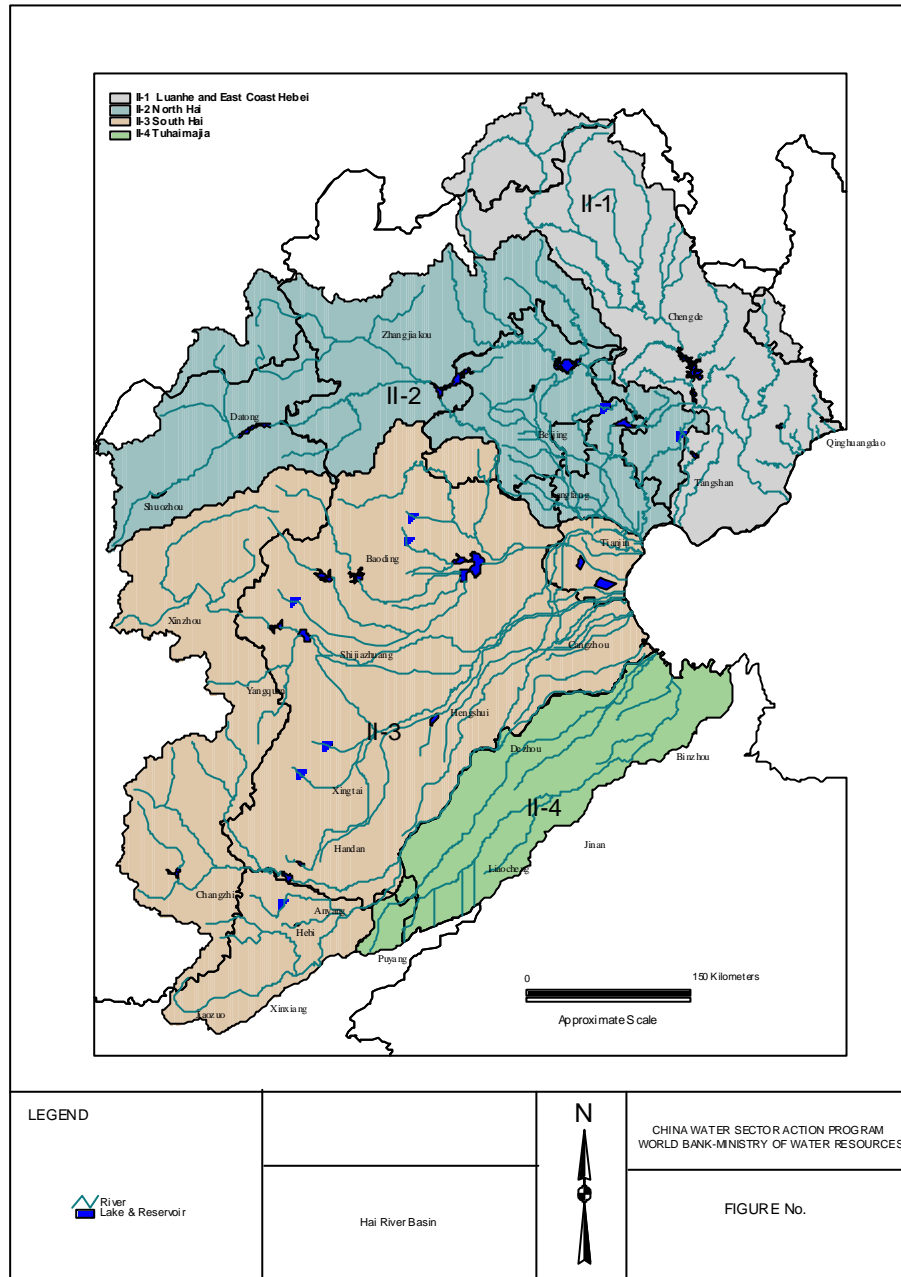 II-1 Luanhe and East Coast Hebei
II-2 North Hai
II-3 South Hai
II-4 Tuhaimajia
II-1
Chengde
Zhangjiakou
II-2
Datong
Beijing
Qinghuangdao
Tangshan
Langfang
Shuozhou
Tianjin
Baoding
Xinzhou
Cangzhou
Shijiazhuang
Yangquan
Hengshui
II-3
Dezhou
Binzhou
Xingtai
II-4
Handan
Jinan
Liaocheng
Changzhi
Anyang
Hebi
Puyang
Xinxiang
Jiaozuo
0
150 Kilometers
Approximate Scale
LEGEND
River
Lake & Reservoir
Hai River Basin
N
CHINA WATER SECTOR ACTION PROGRAM
WORLD BANK-MINISTRY OF WATER RESOURCES
FIGURE No.